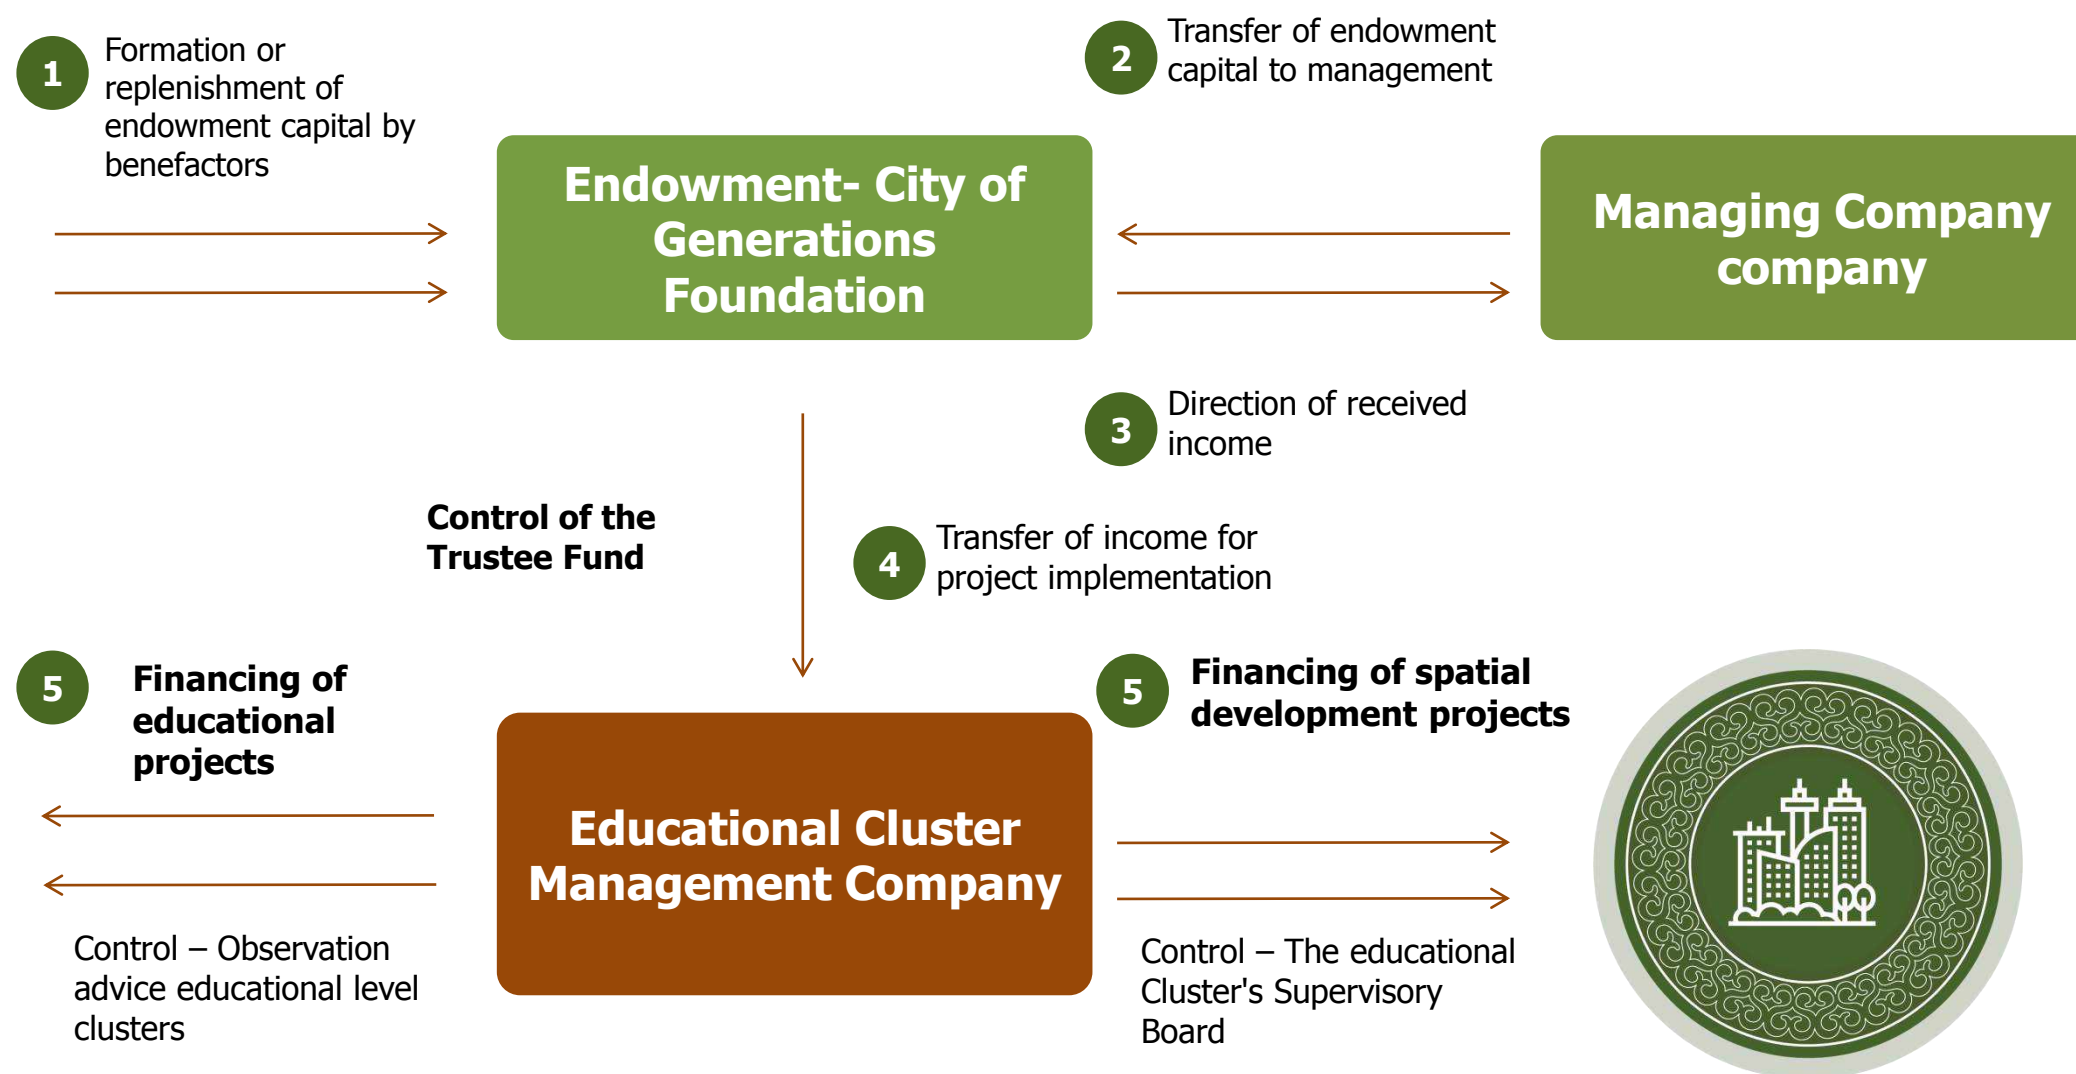 1
Formation or
replenishment of
endowment capital by
benefactors
2
Transfer of endowment
capital to management
Endowment- City of
Generations
Foundation
Managing Company
company
3
Direction of received
income
Control of the
Trustee Fund
4
Transfer of income for
project implementation
5
Financing of
educational
projects
5
Financing of spatial
development projects
Educational Cluster
Management Company
Control – Observation
advice educational level
clusters
Control – The educational
Cluster's Supervisory
Board